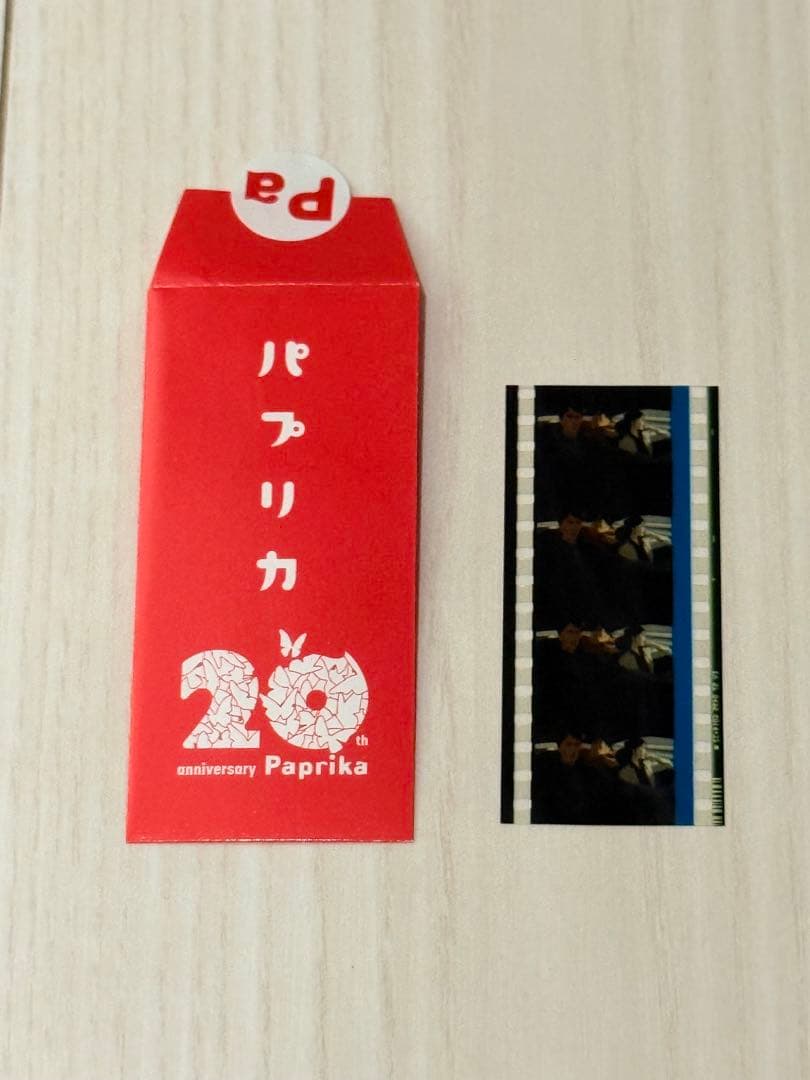 Pa
パプリカ
20th
anniversary Paprika